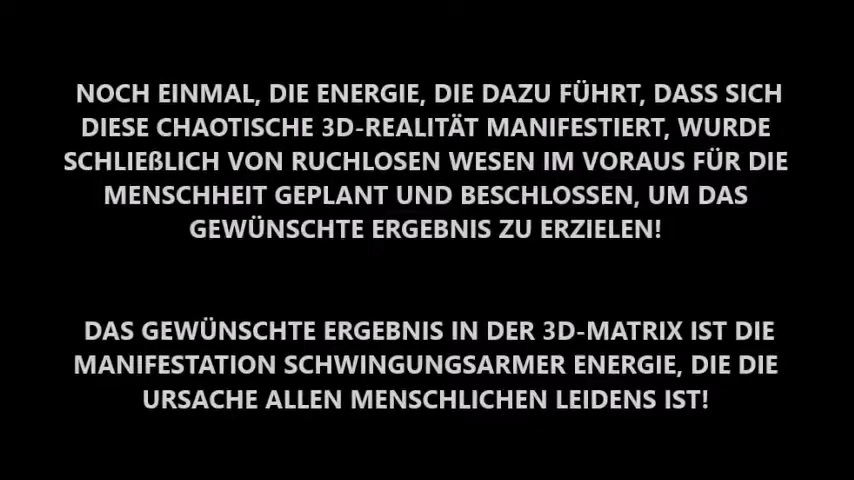 NOCH EINMAL, DIE ENERGIE, DIE DAZU FÜHRT, DASS SICH
DIESE CHAOTISCHE 3D-REALITÄT MANIFESTIERT, WURDE
SCHLIEßLICH VON RUCHLOSEN WESEN IM VORAUS FÜR DIE
MENSCHHEIT GEPLANT UND BESCHLOSSEN, UM DAS
GEWÜNSCHTE ERGEBNIS ZU ERZIELEN!
DAS GEWÜNSCHTE ERGEBNIS IN DER 3D-MATRIX IST DIE
MANIFESTATION SCHWINGUNGSARMER ENERGIE, DIE DIE
URSACHE ALLEN MENSCHLICHEN LEIDENS IST!